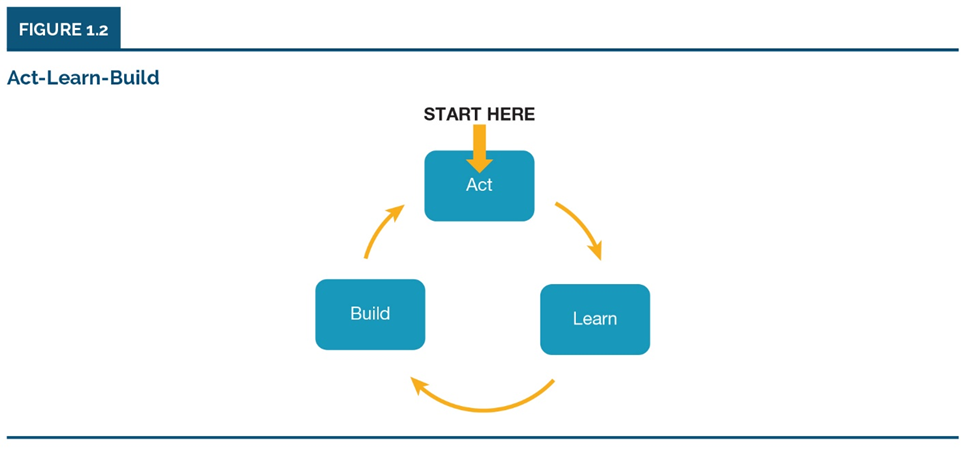 FIGURE 1.2
Act-Learn-Build
START HERE
Act
Build
Learn